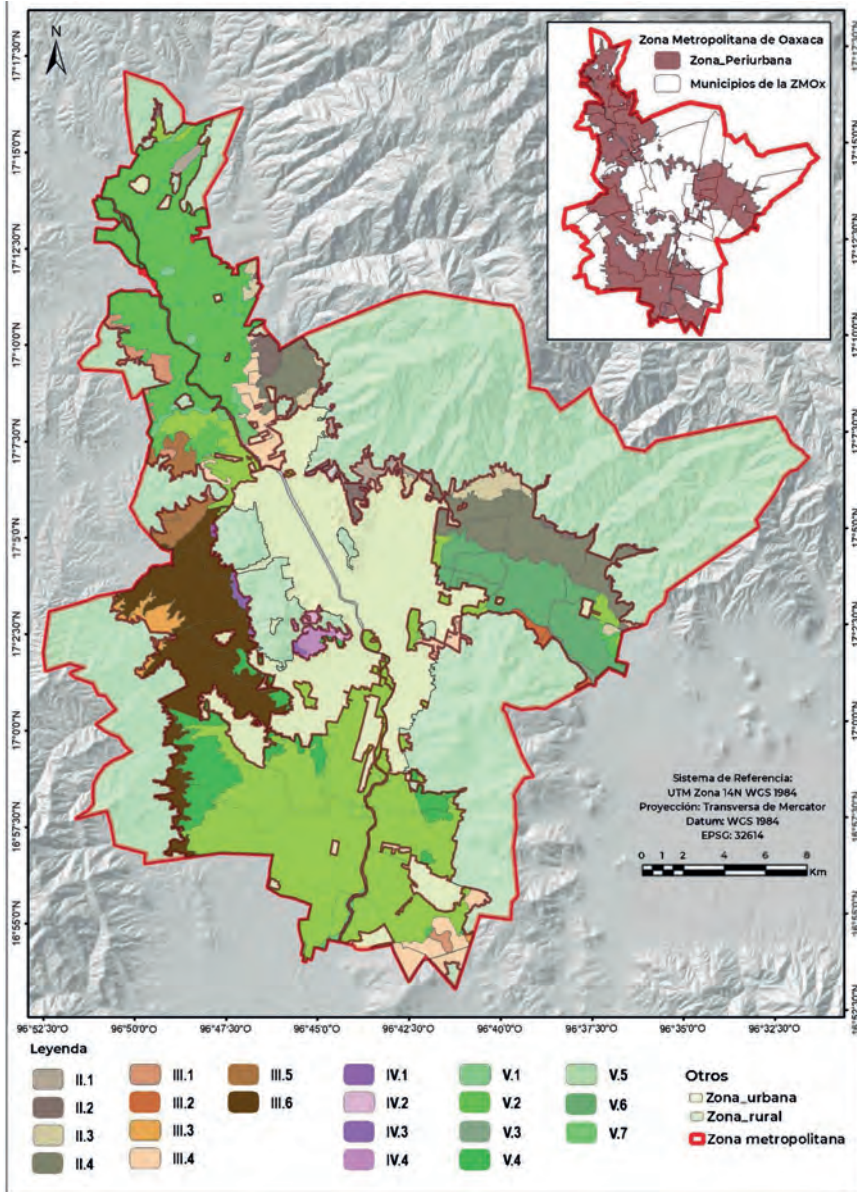 N
17°17'30"N
17°15'0"N
17°12'30"N
17°10'0"N
17°5'0"N
17°2'30"N
17°0'0"N
16°57'30"N
16°55'0"N
Zona Metropolitana de Oaxaca
Zona_Periurbana
Municipios de la ZMOx
Sistema de Referencia:
UTM Zona 14N WGS 1984
Proyección: Transversa de Mercator
Datum: WGS 1984
EPSG: 32614
0 1 2 4 6 8
Km
96°52'30"O 96°50'0"O 96°47'30"O 96°45'0"O 96°42'30"O 96°40'0"O 96°37'30"O 96°35'0"O 96°32'30"O
Leyenda
II.1
II.2
II.3
II.4
III.1
III.2
III.3
III.4
III.5
III.6
IV.1
IV.2
IV.3
IV.4
V.1
V.2
V.3
V.4
V.5
V.6
V.7
Otros
Zona_urbana
Zona_rural
Zona metropolitana